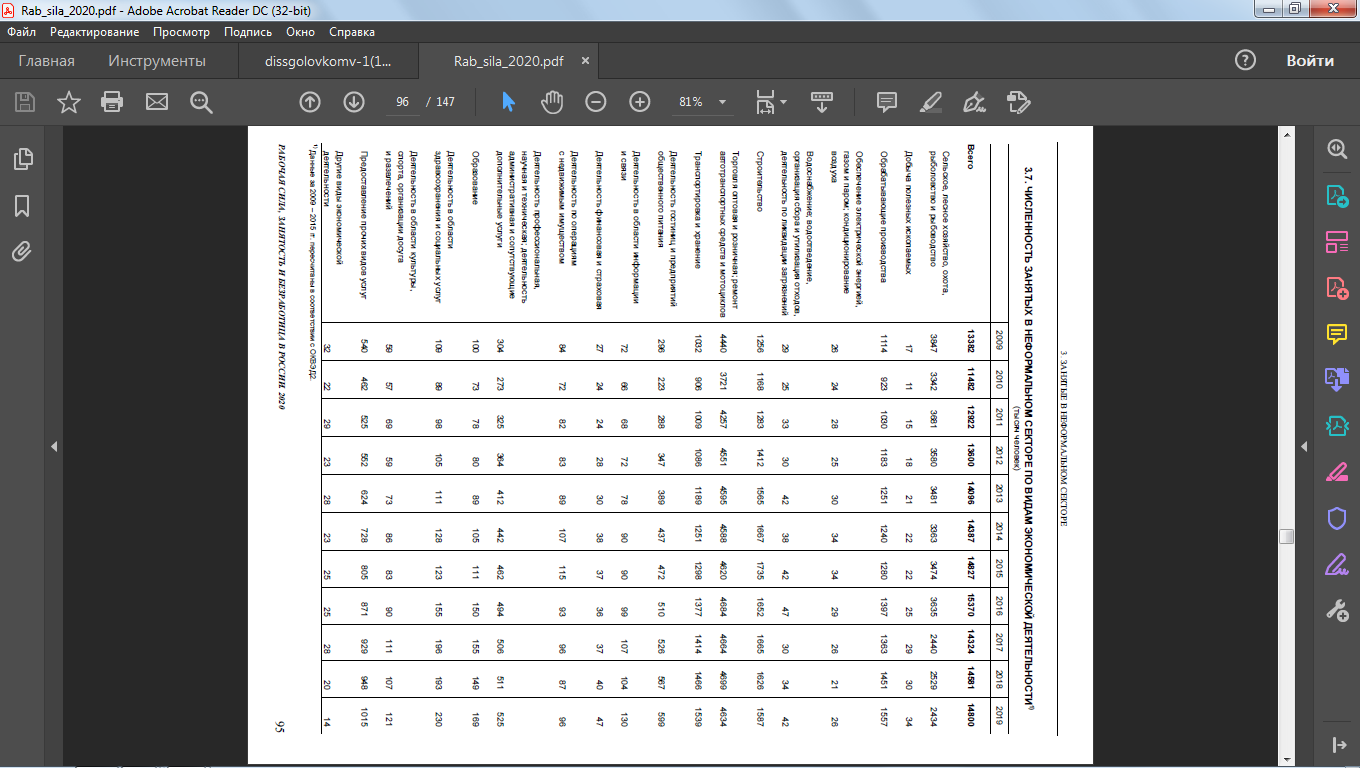 Rab_sila_2020.pdf - Adobe Acrobat Reader DC (32-bit)
Файл Редактирование Просмотр Подпись Окно Справка
Главная Инструменты dissgolovkomv-1(1... Rab_sila_2020.pdf × Войти
96 / 147 81%
3. ЗАНЯТЫЕ В НЕФОРМАЛЬНОМ СЕКТОРЕ
3.7. ЧИСЛЕННОСТЬ ЗАНЯТЫХ В НЕФОРМАЛЬНОМ СЕКТОРЕ ПО ВИДАМ ЭКОНОМИЧЕСКОЙ ДЕЯТЕЛЬНОСТИ¹⁾
(тысяч человек)
2009 2010 2011 2012 2013 2014 2015 2016 2017 2018 2019
Всего 13382 11482 12922 13600 14096 14387 14827 15370 14324 14581 14800
Сельское, лесное хозяйство, охота,
рыболовство и рыбоводство 3847 3342 3681 3580 3481 3363 3474 3635 2440 2529 2434
Добыча полезных ископаемых 17 11 15 18 21 22 22 25 29 30 34
Обрабатывающие производства 1114 923 1030 1183 1251 1240 1280 1397 1363 1451 1557
Обеспечение электрической энергией,
газом и паром; кондиционирование
воздуха 26 24 28 25 30 34 34 29 26 21 26
Водоснабжение; водоотведение,
организация сбора и утилизация отходов,
деятельность по ликвидации загрязнений 29 25 33 30 42 38 42 47 30 34 42
Строительство 1256 1168 1283 1412 1565 1667 1735 1652 1665 1626 1587
Торговля оптовая и розничная; ремонт
автотранспортных средств и мотоциклов 4440 3721 4257 4551 4595 4588 4620 4684 4664 4699 4634
Транспортировка и хранение 1032 906 1009 1086 1189 1251 1298 1377 1414 1466 1539
Деятельность гостиниц и предприятий
общественного питания 296 223 288 347 389 437 472 510 526 567 599
Деятельность в области информации
и связи 72 66 68 72 78 90 90 99 107 104 130
Деятельность финансовая и страховая 27 24 24 28 30 38 37 36 37 40 47
Деятельность по операциям
с недвижимым имуществом 84 72 82 83 89 107 115 93 96 87 96
Деятельность профессиональная,
научная и техническая; деятельность
административная и сопутствующие
дополнительные услуги 304 273 325 364 412 442 462 494 506 511 525
Образование 100 73 78 80 89 105 111 150 155 149 169
Деятельность в области
здравоохранения и социальных услуг 109 89 98 105 111 128 123 155 196 193 230
Деятельность в области культуры,
спорта, организации досуга
и развлечений 59 57 69 59 73 86 83 90 111 107 121
Предоставление прочих видов услуг 540 462 525 552 624 728 805 871 929 948 1015
Другие виды экономической
деятельности 32 22 29 23 28 23 25 25 28 20 14
¹⁾ Данные за 2009 – 2015 гг. пересчитаны в соответствии с ОКВЭД2.
РАБОЧАЯ СИЛА, ЗАНЯТОСТЬ И БЕЗРАБОТИЦА В РОССИИ 2020 95